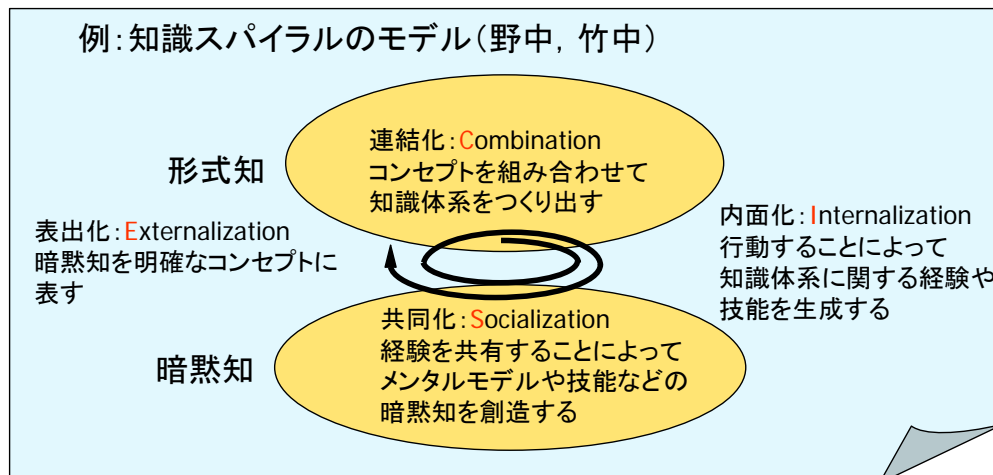 例：知識スパイラルのモデル（野中，竹中）
連結化：Combination
コンセプトを組み合わせて
知識体系をつくり出す
形式知
表出化：Externalization
暗黙知を明確なコンセプトに
表す
内面化：Internalization
行動することによって
知識体系に関する経験や
技能を生成する
共同化：Socialization
経験を共有することによって
メンタルモデルや技能などの
暗黙知を創造する
暗黙知